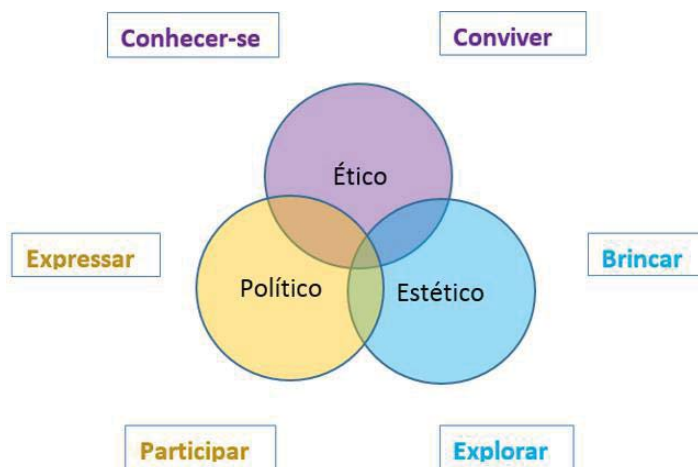 Conhecer-se
Conviver
Ético
Expressar
Brincar
Político
Estético
Participar
Explorar